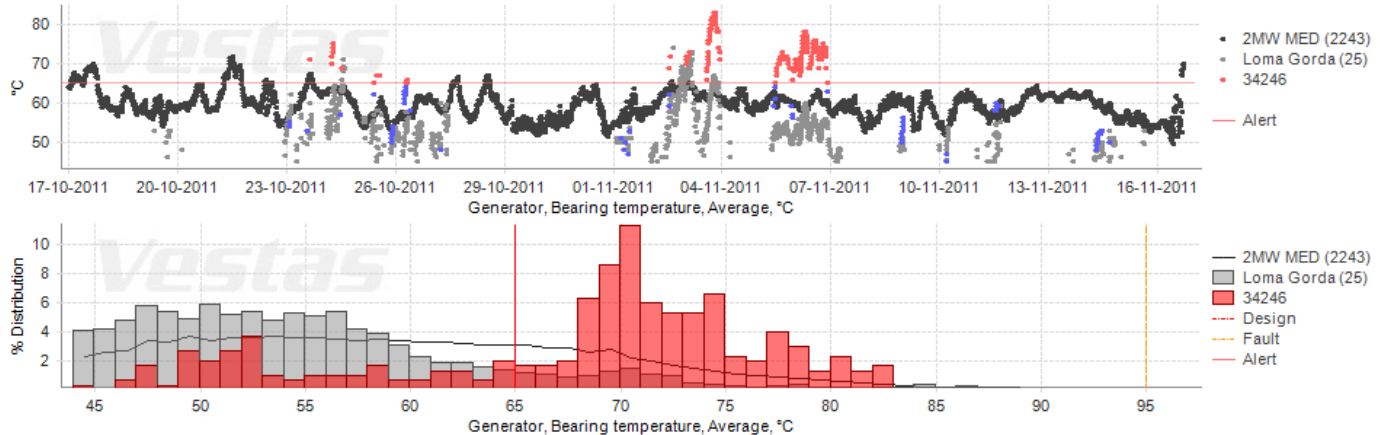 Vestas
80
70
60
50
°C
17-10-2011 20-10-2011 23-10-2011 26-10-2011 29-10-2011 01-11-2011 04-11-2011 07-11-2011 10-11-2011 13-11-2011 16-11-2011
Generator, Bearing temperature, Average, °C
2MW MED (2243)
Loma Gorda (25)
34246
Alert
Vestas
10
8
6
4
2
% Distribution
45 50 55 60 65 70 75 80 85 90 95
Generator, Bearing temperature, Average, °C
2MW MED (2243)
Loma Gorda (25)
34246
Design
Fault
Alert